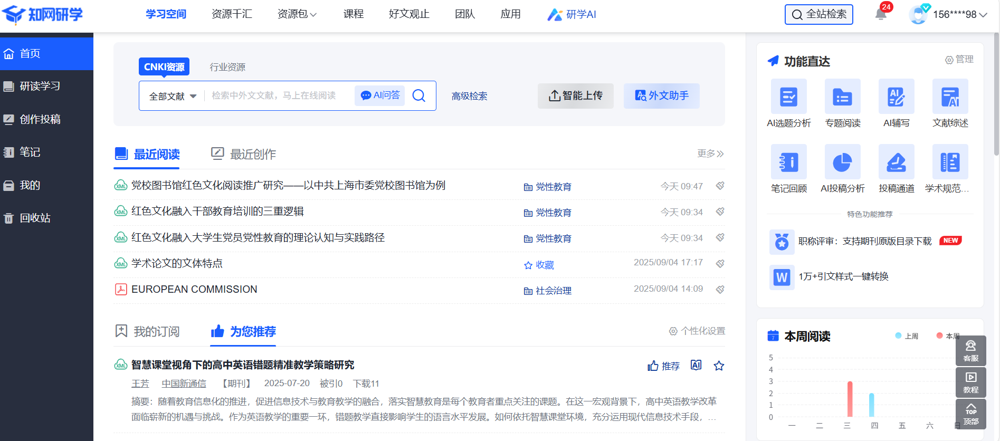 知网研学
学习空间 资源千汇 资源包 课程 好文观止 团队 应用 研学AI 全站检索 24 156****98
首页
研读学习
创作投稿
笔记
我的
回收站
CNKI资源 行业资源
全部文献 检索中外文文献，马上在线阅读 AI问答 高级检索 智能上传 外文助手
最近阅读 最近创作 更多
党校图书馆红色文化阅读推广研究——以中共上海市委党校图书馆为例 党性教育 今天 09:47
红色文化融入干部教育培训的三重逻辑 党性教育 今天 09:34
红色文化融入大学生党员党性教育的理论认知与实践路径 党性教育 今天 09:34
学术论文的文体特点 收藏 2025/09/04 17:17
EUROPEAN COMMISSION 社会治理 2025/09/04 14:09
我的订阅 为您推荐 个性化设置
智慧课堂视角下的高中英语错题精准教学策略研究 推荐 AI
王芳 中国新通信 【期刊】 2025-07-20 被引0 下载11
摘要：随着教育信息化的推进，促进信息技术与教育教学的融合，落实智慧教育是每个教育者重点关注的课题。在这一宏观背景下，高中英语教学改革
面临崭新的机遇与挑战。作为英语教学的重要一环，错题教学直接影响学生的语言水平发展。如何依托智慧课堂环境，充分运用现代信息技术手段，…
功能直达 管理
AI选题分析 专题阅读 AI辅写 文献综述
笔记回顾 AI投稿分析 投稿通道 学术规范…
特色功能推荐
职称评审：支持期刊原版目录下载 NEW
W 1万+引文样式一键转换
7 本周阅读 上周 本周
5
4
3
2
1
0
一 二 三 四 五 六 日
客服
教程
TOP
顶部